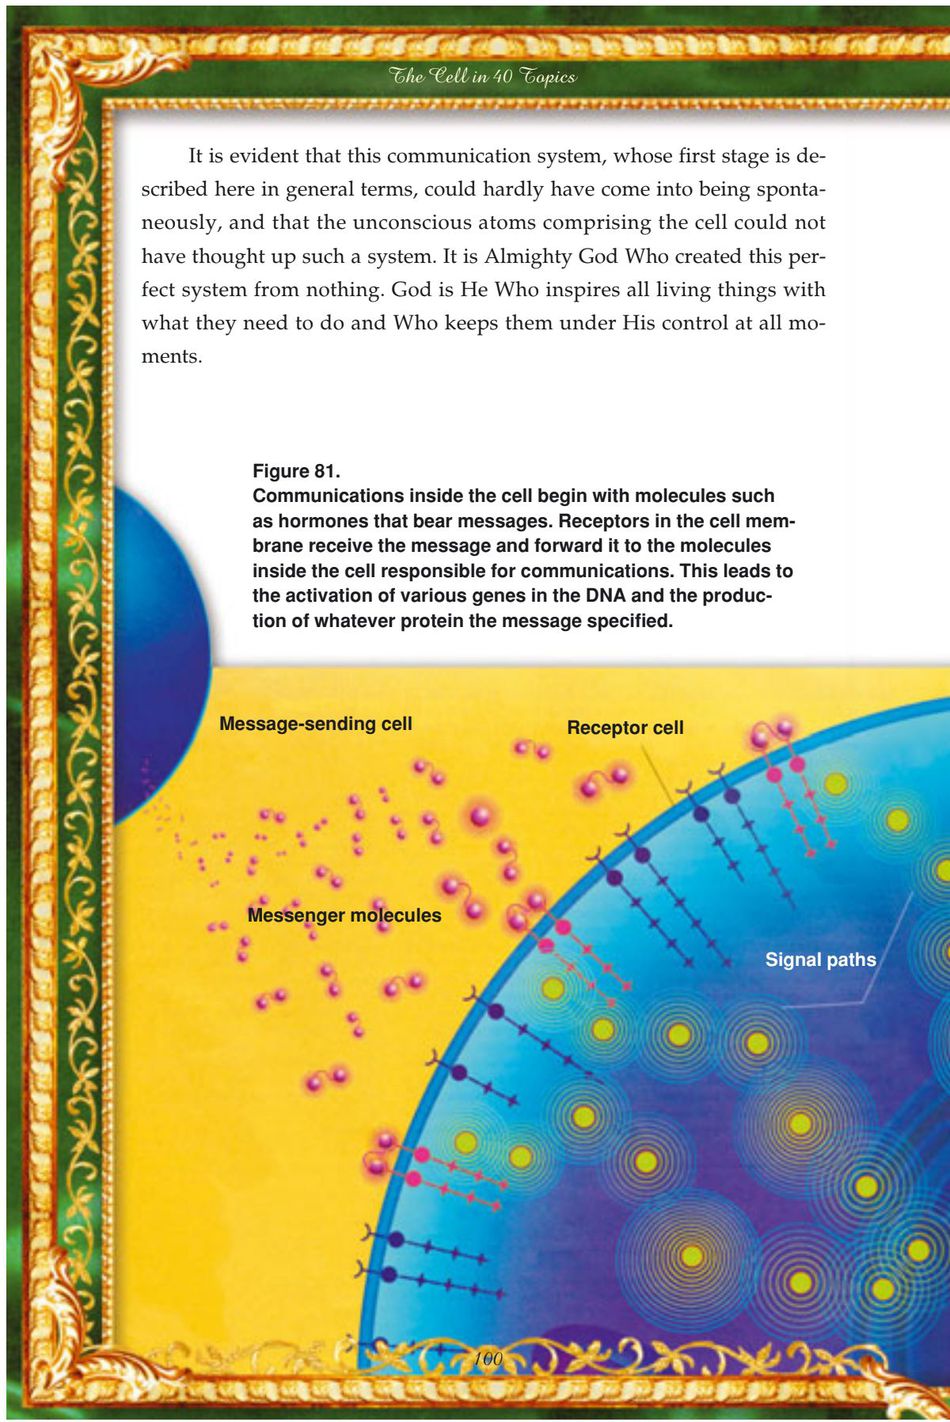 The Cell in 40 Topics
It is evident that this communication system, whose first stage is de-
scribed here in general terms, could hardly have come into being sponta-
neously, and that the unconscious atoms comprising the cell could not
have thought up such a system. It is Almighty God Who created this per-
fect system from nothing. God is He Who inspires all living things with
what they need to do and Who keeps them under His control at all mo-
ments.
Figure 81.
Communications inside the cell begin with molecules such
as hormones that bear messages. Receptors in the cell mem-
brane receive the message and forward it to the molecules
inside the cell responsible for communications. This leads to
the activation of various genes in the DNA and the produc-
tion of whatever protein the message specified.
Message-sending cell
Receptor cell
Messenger molecules
Signal paths
100